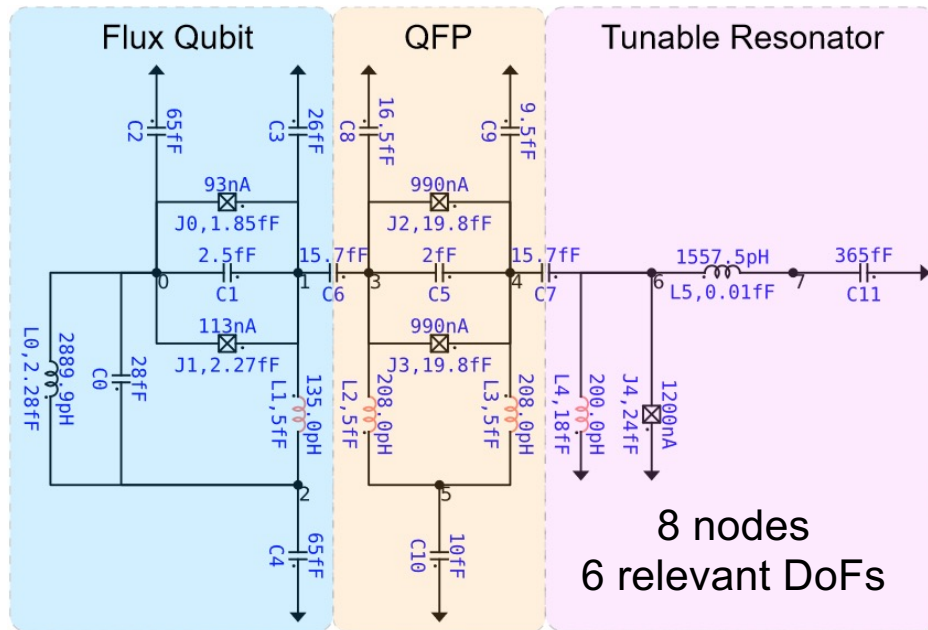 Flux Qubit
QFP
Tunable Resonator
C2
65fF
C3
26fF
C8
16.5fF
C9
9.5fF
93nA
J0,1.85fF
990nA
J2,19.8fF
2.5fF
C1
15.7fF
C6
2fF
C5
15.7fF
C7
1557.5pH
L5,0.01fF
365fF
C11
0
1
3
4
6
7
113nA
J1,2.27fF
990nA
J3,19.8fF
L0,2.28fF
2889.9pH
C0
28fF
L1,5fF
135.0pH
L2,5fF
208.0pH
L3,5fF
208.0pH
L4,18fF
200.0pH
J4,24fF
1200nA
2
5
C4
65fF
C10
10fF
8 nodes
6 relevant DoFs